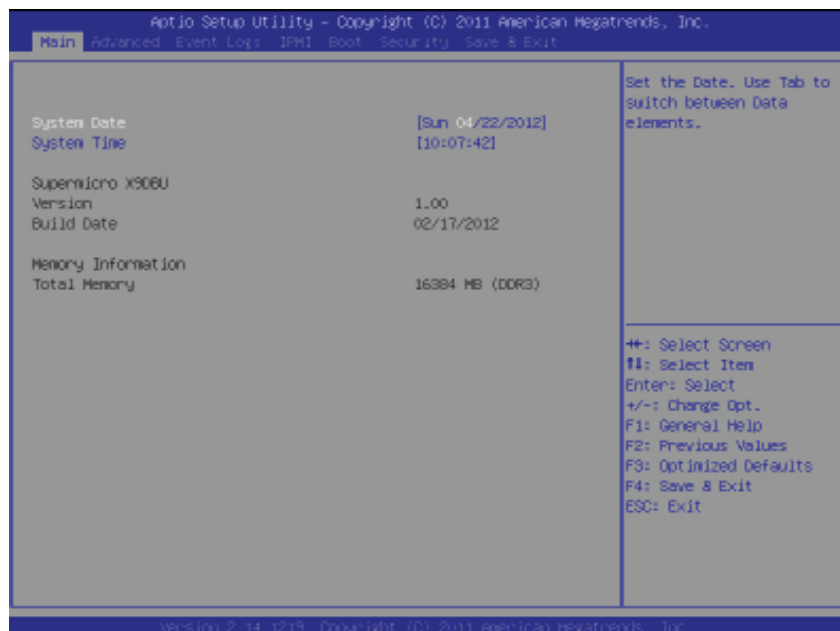 Aptio Setup Utility - Copyright (C) 2011 American Megatrends, Inc.
Main Advanced Event Logs IPMI Boot Security Save & Exit
System Date [Sun 04/22/2012]
System Time [10:07:42]
Supermicro X9DBU
Version 1.00
Build Date 02/17/2012
Memory Information
Total Memory 16384 MB (DDR3)
Set the Date. Use Tab to
switch between Data
elements.
→←: Select Screen
↑↓: Select Item
Enter: Select
+/-: Change Opt.
F1: General Help
F2: Previous Values
F3: Optimized Defaults
F4: Save & Exit
ESC: Exit
Version 2.14.1219. Copyright (C) 2011 American Megatrends, Inc.